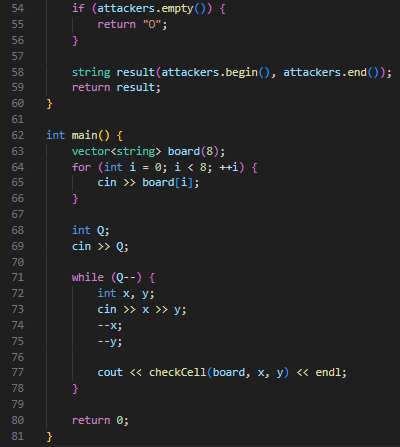 54 if (attackers.empty()) {
55 return "O";
56 }
57
58 string result(attackers.begin(), attackers.end());
59 return result;
60 }
61
62 int main() {
63 vector<string> board(8);
64 for (int i = 0; i < 8; ++i) {
65 cin >> board[i];
66 }
67
68 int Q;
69 cin >> Q;
70
71 while (Q--) {
72 int x, y;
73 cin >> x >> y;
74 --x;
75 --y;
76
77 cout << checkCell(board, x, y) << endl;
78 }
79
80 return 0;
81 }